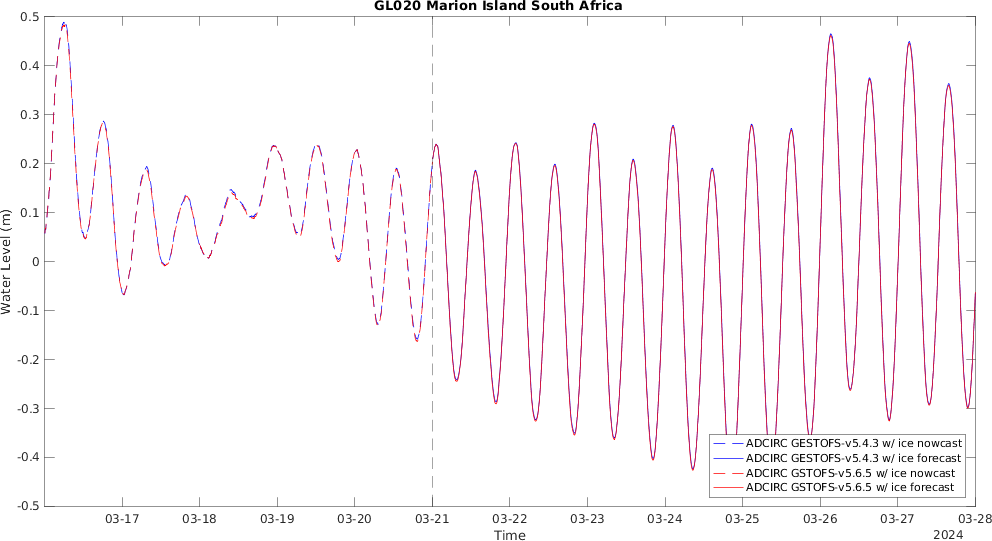 GL020 Marion Island South Africa
0.5
0.4
0.3
0.2
0.1
0
-0.1
-0.2
-0.3
-0.4
-0.5
Water Level (m)
ADCIRC GESTOFS-v5.4.3 w/ ice nowcast
ADCIRC GESTOFS-v5.4.3 w/ ice forecast
ADCIRC GSTOFS-v5.6.5 w/ ice nowcast
ADCIRC GSTOFS-v5.6.5 w/ ice forecast
03-17 03-18 03-19 03-20 03-21 03-22 03-23 03-24 03-25 03-26 03-27 03-28
Time
2024